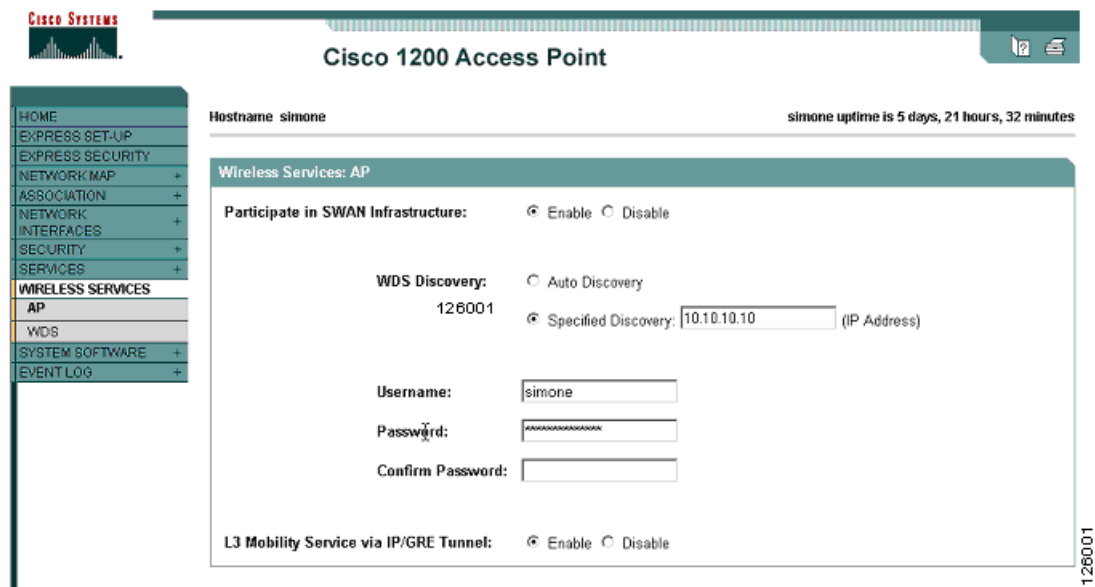 CISCO SYSTEMS
Cisco 1200 Access Point
HOME
EXPRESS SET-UP
EXPRESS SECURITY
NETWORK MAP +
ASSOCIATION +
NETWORK INTERFACES +
SECURITY +
SERVICES +
WIRELESS SERVICES
AP
WDS
SYSTEM SOFTWARE +
EVENT LOG +
Hostname simone
simone uptime is 5 days, 21 hours, 32 minutes
Wireless Services: AP
Participate in SWAN Infrastructure: Enable Disable
WDS Discovery: Auto Discovery
126001
Specified Discovery: 10.10.10.10 (IP Address)
Username: simone
Password: **************
Confirm Password:
L3 Mobility Service via IP/GRE Tunnel: Enable Disable
126001